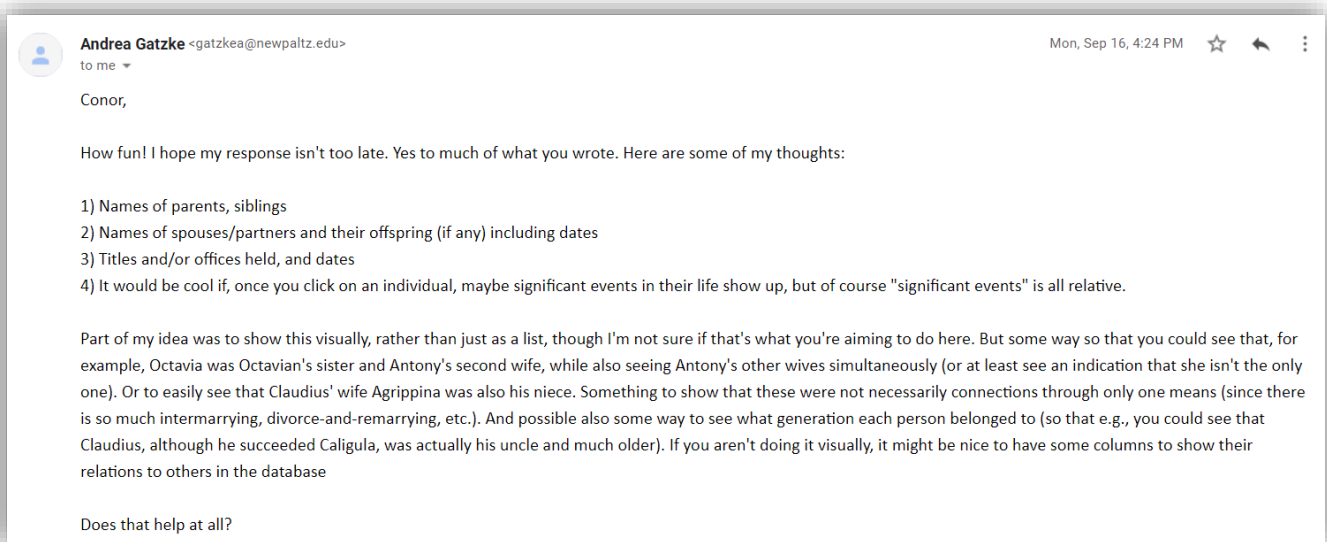 Andrea Gatzke <gatzkea@newpaltz.edu> Mon, Sep 16, 4:24 PM
to me
Conor,
How fun! I hope my response isn't too late. Yes to much of what you wrote. Here are some of my thoughts:
1) Names of parents, siblings
2) Names of spouses/partners and their offspring (if any) including dates
3) Titles and/or offices held, and dates
4) It would be cool if, once you click on an individual, maybe significant events in their life show up, but of course "significant events" is all relative.
Part of my idea was to show this visually, rather than just as a list, though I'm not sure if that's what you're aiming to do here. But some way so that you could see that, for
example, Octavia was Octavian's sister and Antony's second wife, while also seeing Antony's other wives simultaneously (or at least see an indication that she isn't the only
one). Or to easily see that Claudius' wife Agrippina was also his niece. Something to show that these were not necessarily connections through only one means (since there
is so much intermarrying, divorce-and-remarrying, etc.). And possible also some way to see what generation each person belonged to (so that e.g., you could see that
Claudius, although he succeeded Caligula, was actually his uncle and much older). If you aren't doing it visually, it might be nice to have some columns to show their
relations to others in the database
Does that help at all?